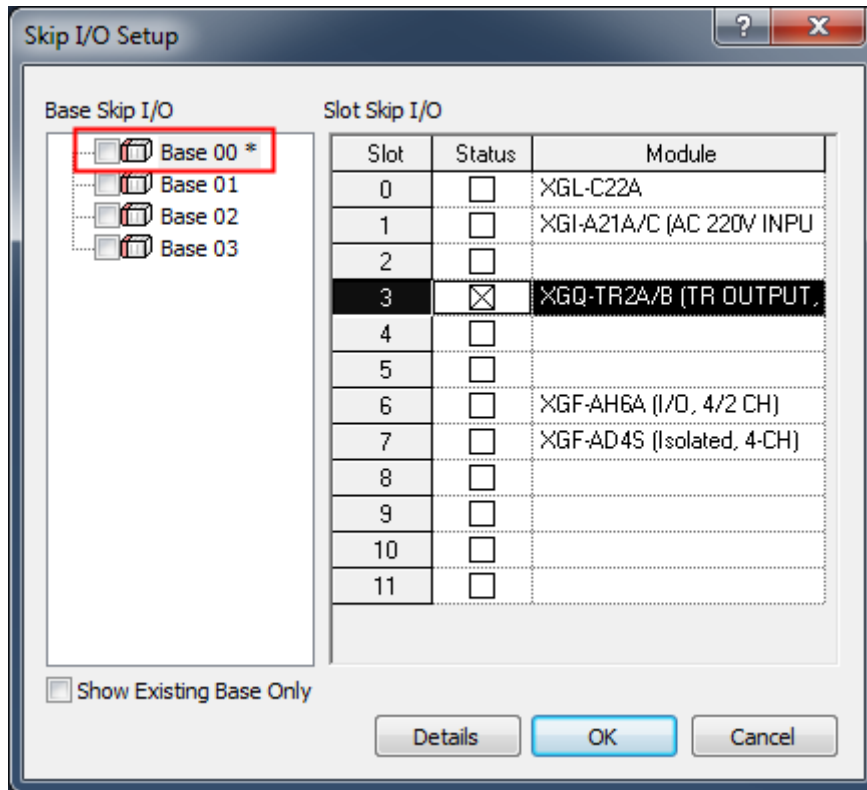 Skip I/O Setup
Base Skip I/O
Base 00 *
Base 01
Base 02
Base 03
Show Existing Base Only
Slot Skip I/O
Slot Status Module
0 XGL-C22A
1 XGI-A21A/C (AC 220V INPU
2
3 XGQ-TR2A/B (TR OUTPUT,
4
5
6 XGF-AH6A (I/O, 4/2 CH)
7 XGF-AD4S (Isolated, 4-CH)
8
9
10
11
Details OK Cancel